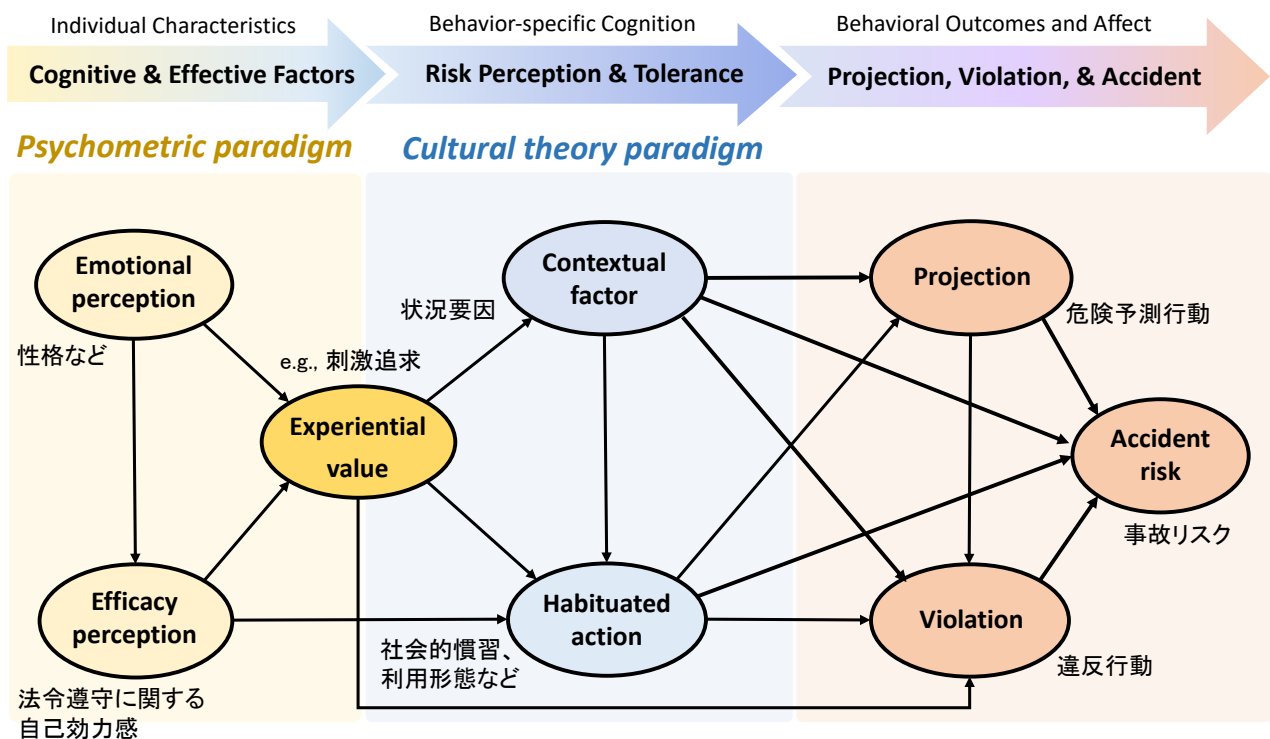 Individual Characteristics
Behavior-specific Cognition
Behavioral Outcomes and Affect
Cognitive & Effective Factors
Risk Perception & Tolerance
Projection, Violation, & Accident
Psychometric paradigm
Cultural theory paradigm
Emotional
perception
性格など
e.g., 刺激追求
Experiential
value
Efficacy
perception
法令遵守に関する
自己効力感
Contextual
factor
状況要因
Habituated
action
社会的慣習、
利用形態など
Projection
危険予測行動
Accident
risk
事故リスク
Violation
違反行動